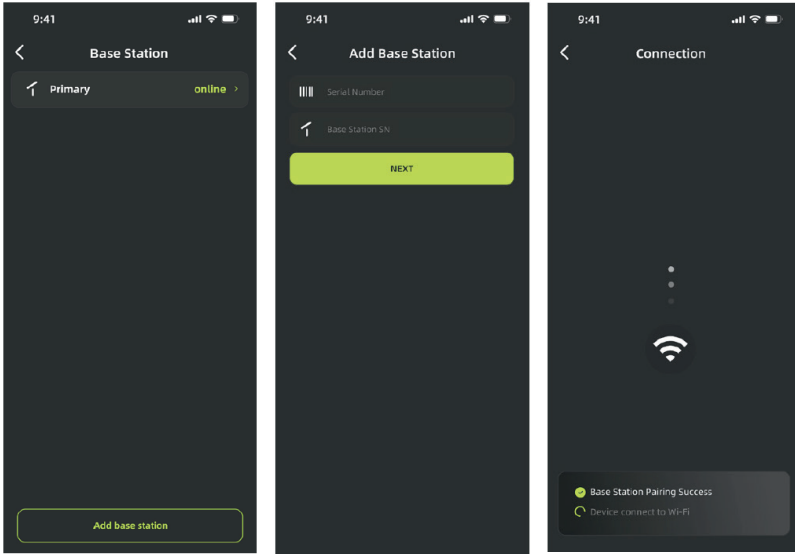 9:41
Base Station
Primary
online >
Add base station
9:41
Add Base Station
Serial Number
Base Station SN
NEXT
9:41
Connection
Base Station Pairing Success
Device connect to Wi-Fi